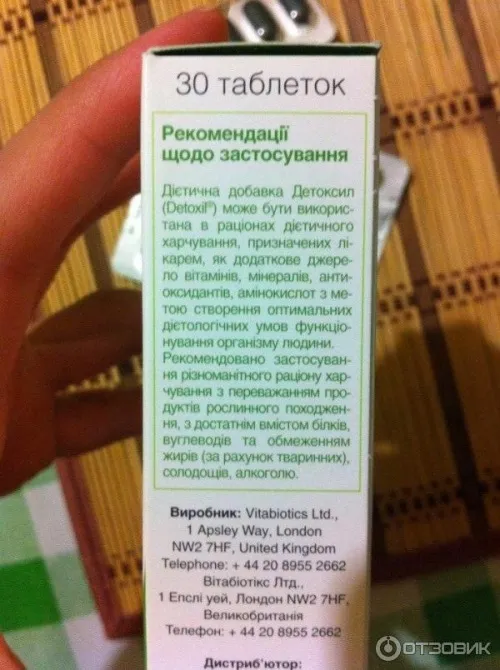 30 таблеток
Рекомендації
щодо застосування
Дієтична добавка Детоксил
(Detoxil®) може бути викорис-
тана в раціонах дієтичного
харчування, призначених лі-
карем, як додаткове джере-
ло вітамінів, мінералів, анти-
оксидантів, амінокислот з ме-
тою створення оптимальних
дієтологічних умов функціо-
нування організму людини.
Рекомендовано застосуван-
ня різноманітного раціону хар-
чування з переважанням про-
дуктів рослинного походжен-
ня, з достатнім вмістом білків,
вуглеводів та обмеженням
жирів (за рахунок тваринних),
солодощів, алкоголю.
Виробник: Vitabiotics Ltd.,
1 Apsley Way, London
NW2 7HF, United Kingdom
Telephone: + 44 20 8955 2662
Вітабіотікс Лтд.,
1 Епслі уей, Лондон NW2 7HF,
Великобританія
Телефон: + 44 20 8955 2662
Дистриб'ютор:
ОТЗОВИК